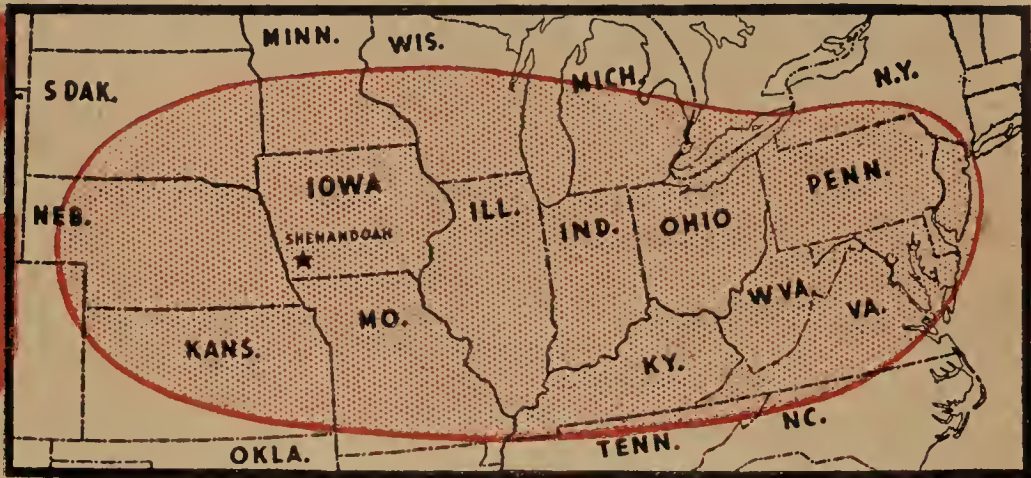 MINN.
WIS.
MICH.
N.Y.
S DAK.
IOWA
PENN.
NEB.
ILL.
IND.
OHIO
SHENANDOAH
W VA.
VA.
MO.
KANS.
KY.
NC.
TENN.
OKLA.